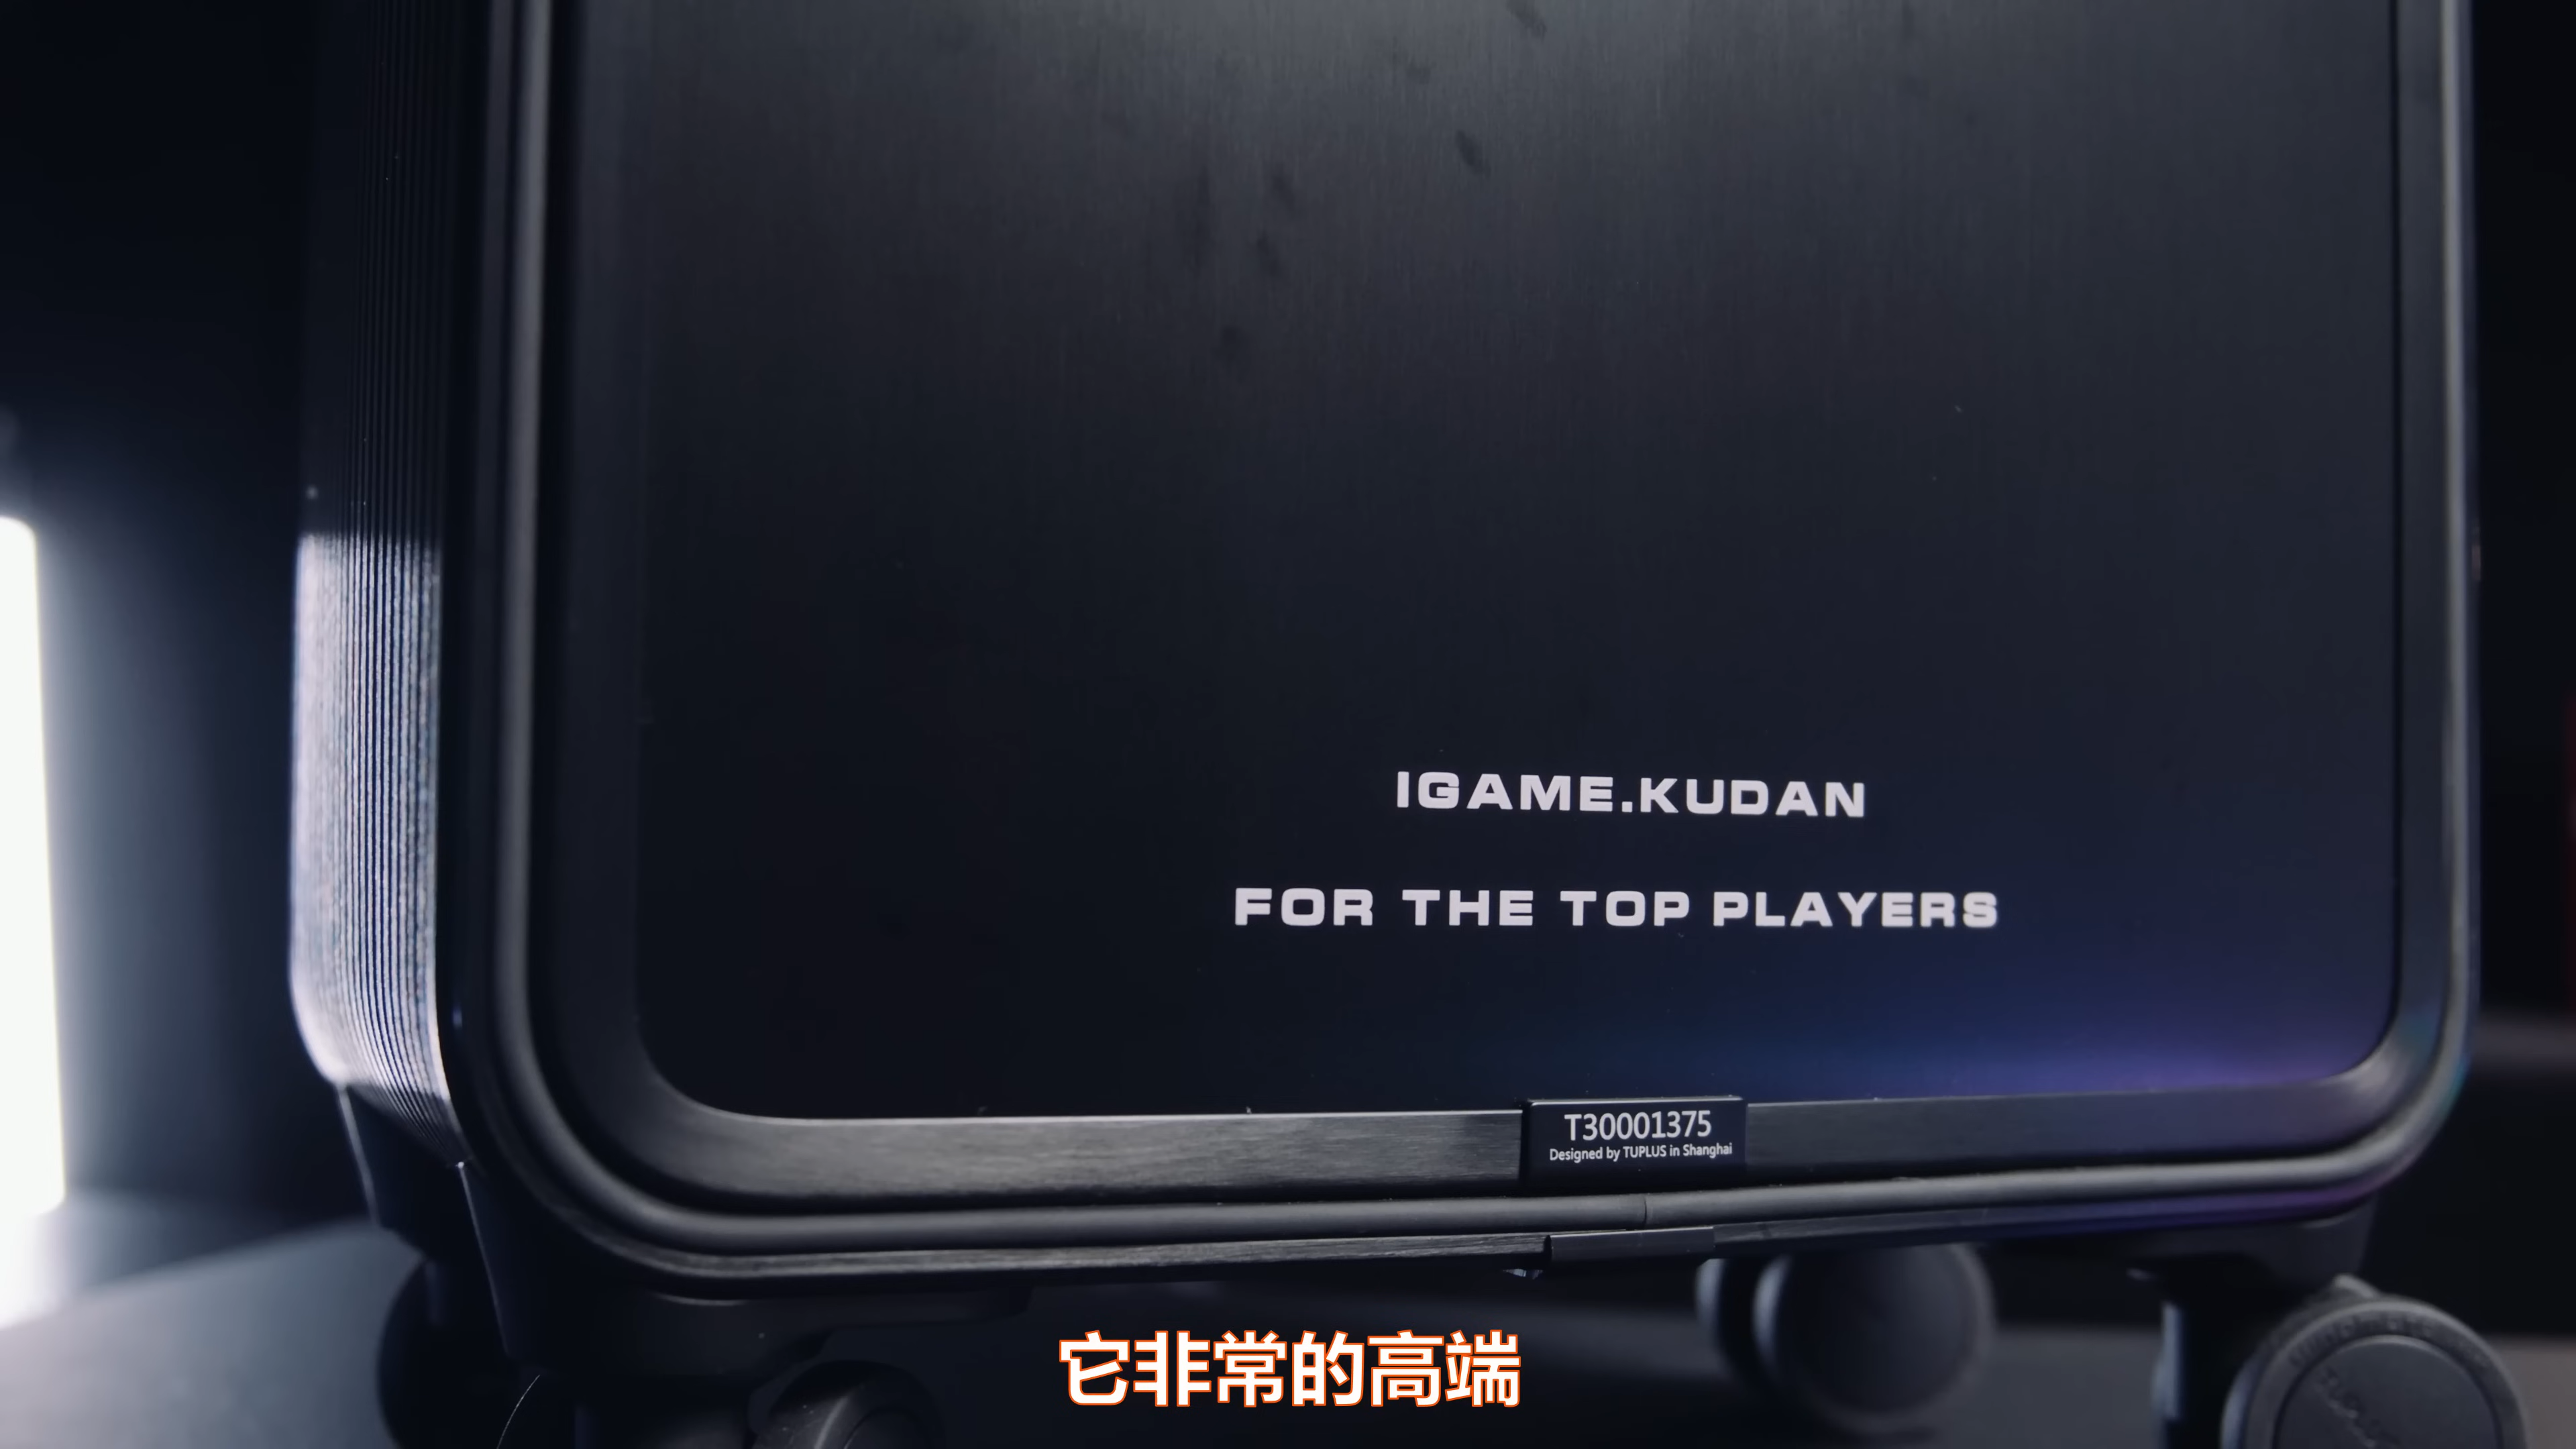 IGAME.KUDAN
FOR THE TOP PLAYERS
T30001375
Designed by TUPLUS in Shanghai
它非常的高端